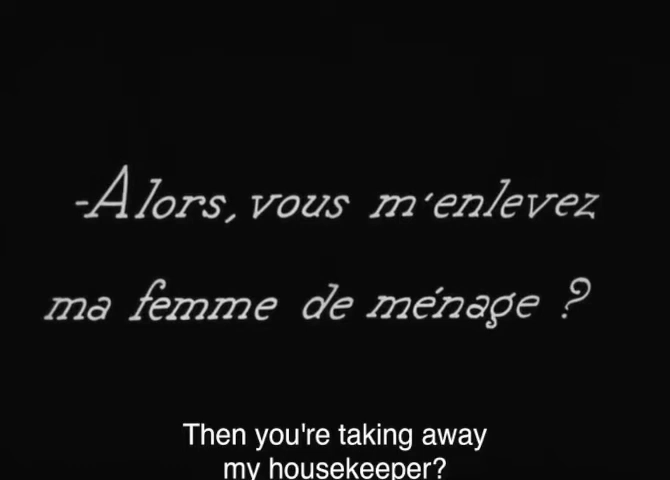 -Alors, vous m'enlevez
ma femme de ménage ?
Then you're taking away
my housekeeper?